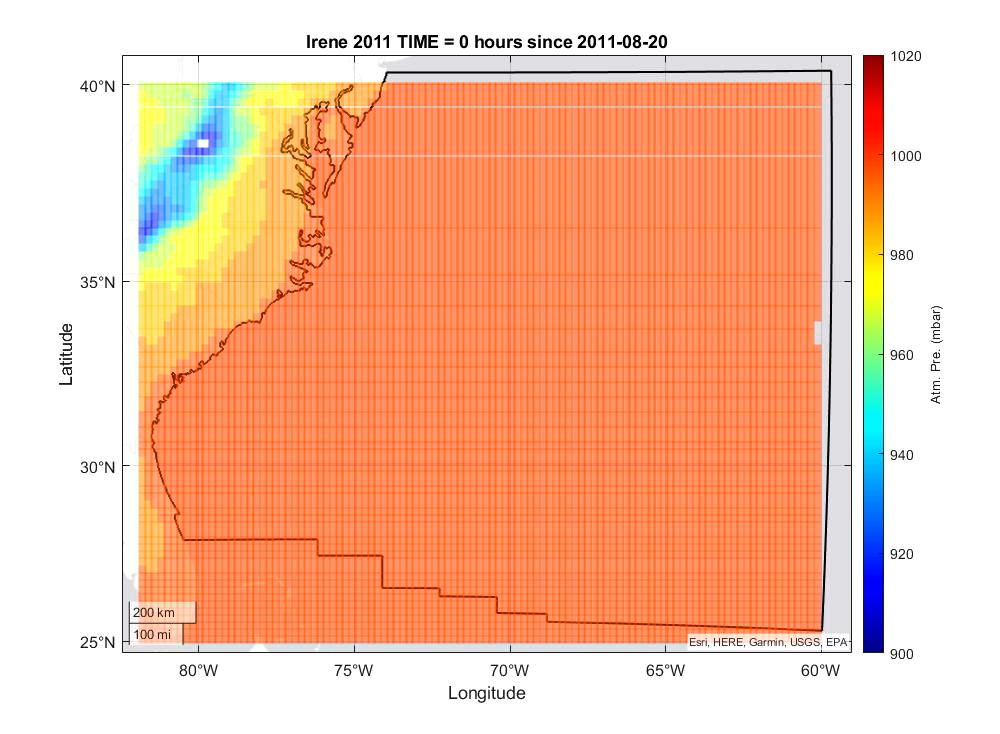 Irene 2011 TIME = 0 hours since 2011-08-20
40°N
35°N
30°N
25°N
Latitude
80°W
75°W
70°W
65°W
60°W
Longitude
200 km
100 mi
Esri, HERE, Garmin, USGS, EPA
1020
1000
980
960
940
920
900
Atm. Pre. (mbar)